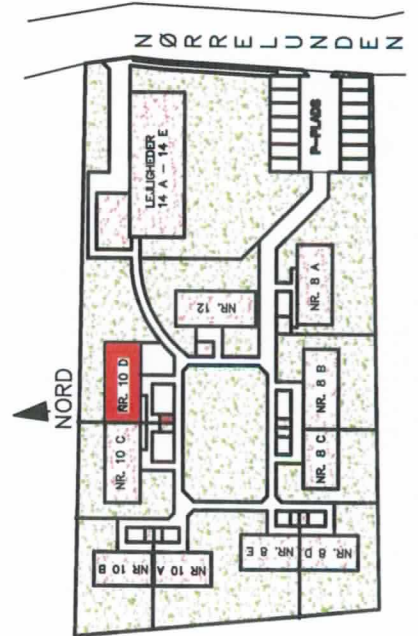 NORD
NØRRELUNDEN
LEJLIGHEDER
14 A - 14 E
P-PLADS
NR. 12
NR. 8 A
NR. 10 D
NR. 10 C
NR. 8 B
NR. 8 C
NR 10 B
NR 10 A
NR. 8 E
NR. 8 D